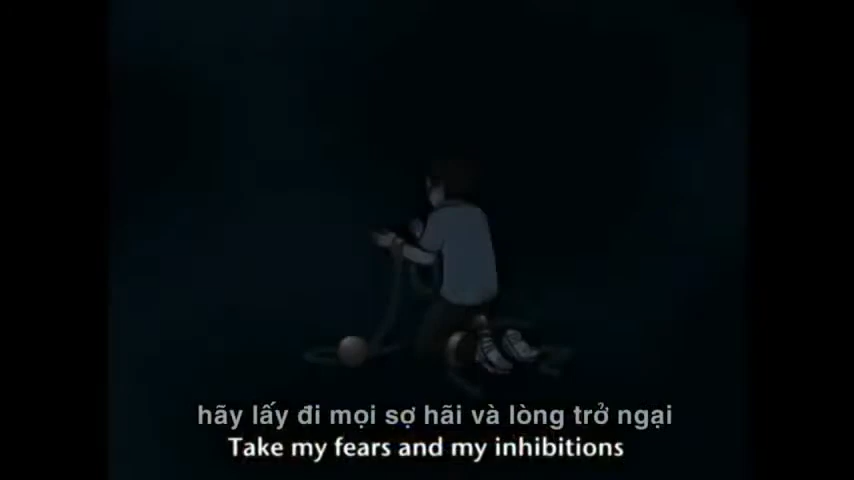 hãy lấy đi mọi sợ hãi và lòng trở ngại
Take my fears and my inhibitions